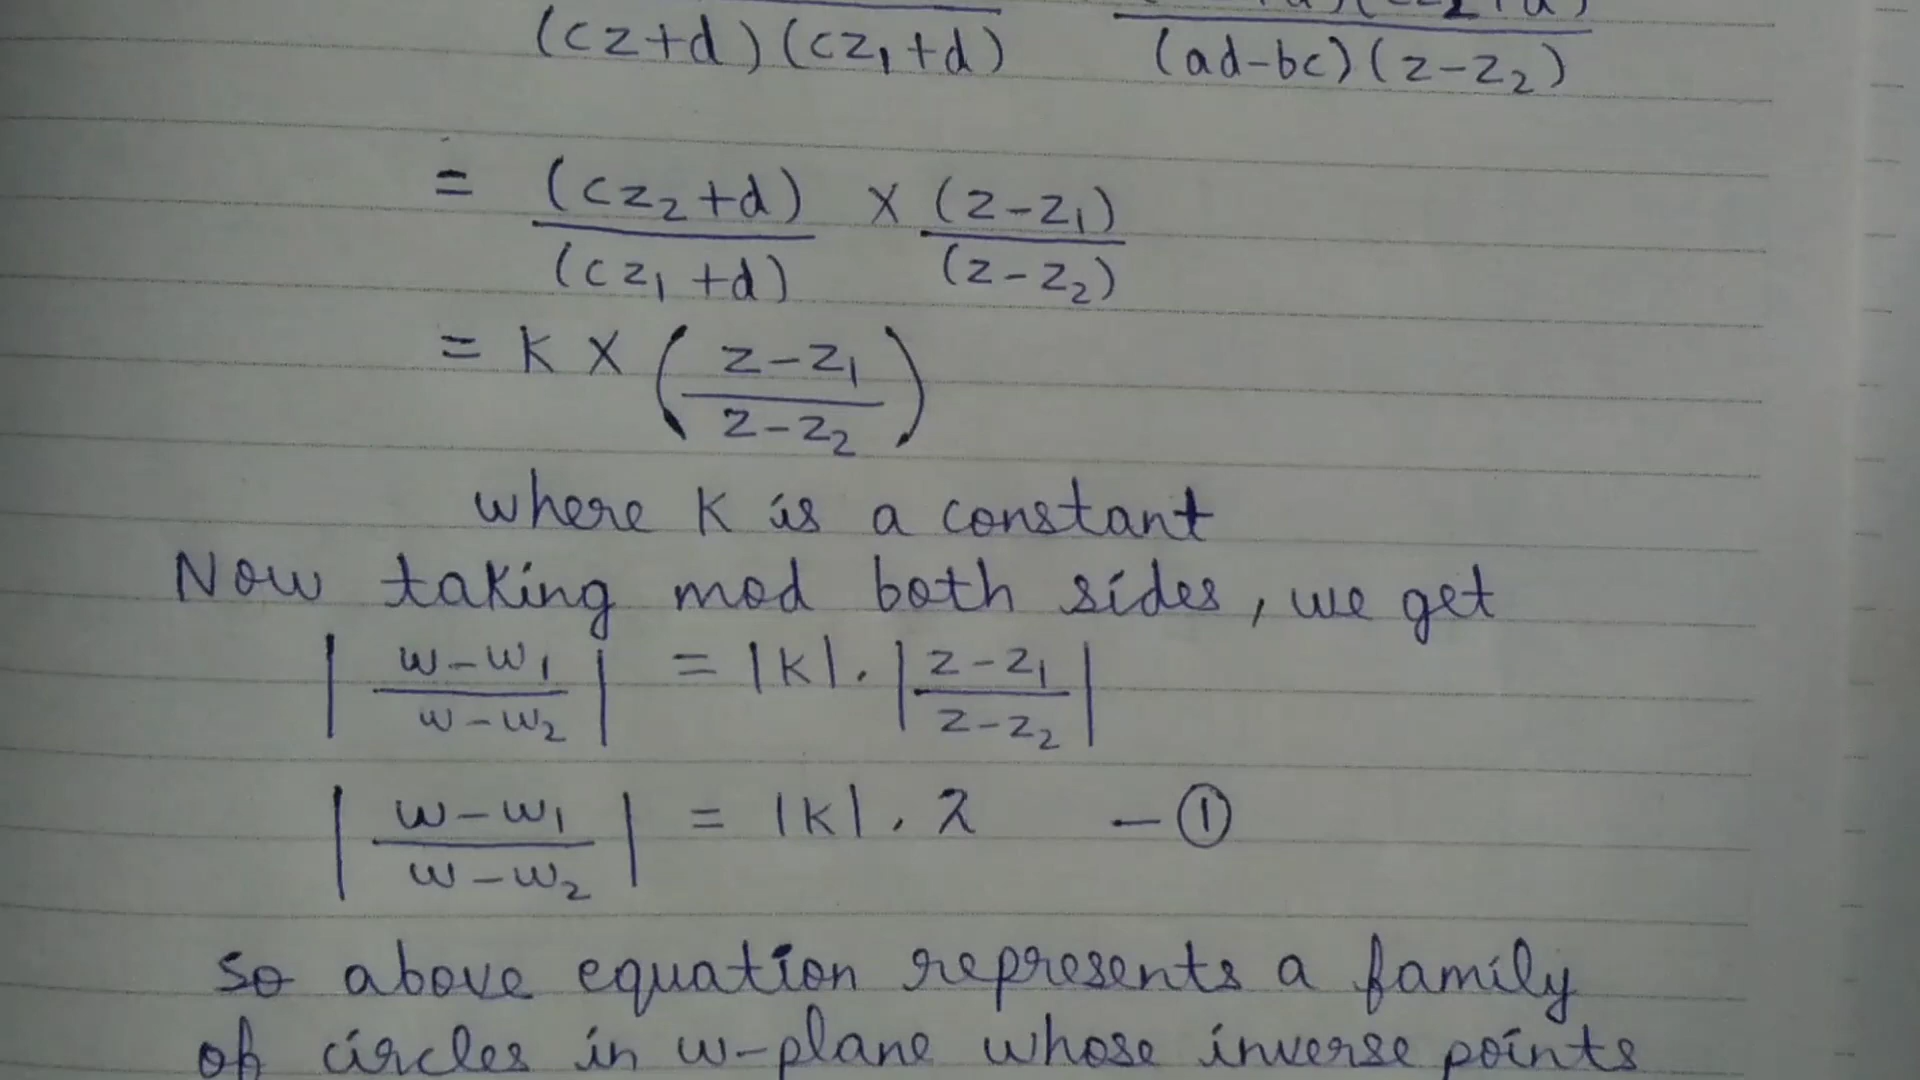 (cz+d)(cz₁+d) (ad-bc)(z-z₂)
= (cz₂+d) × (z-z₁)
(cz₁+d) (z-z₂)
= K × ( z-z₁
z-z₂ )
where K is a constant
Now taking mod both sides, we get
| w-w₁ | = |K|. | z-z₁ |
w-w₂ z-z₂
| w-w₁ | = |K|. λ - ①
w-w₂
So above equation represents a family
of circles in w-plane whose inverse points